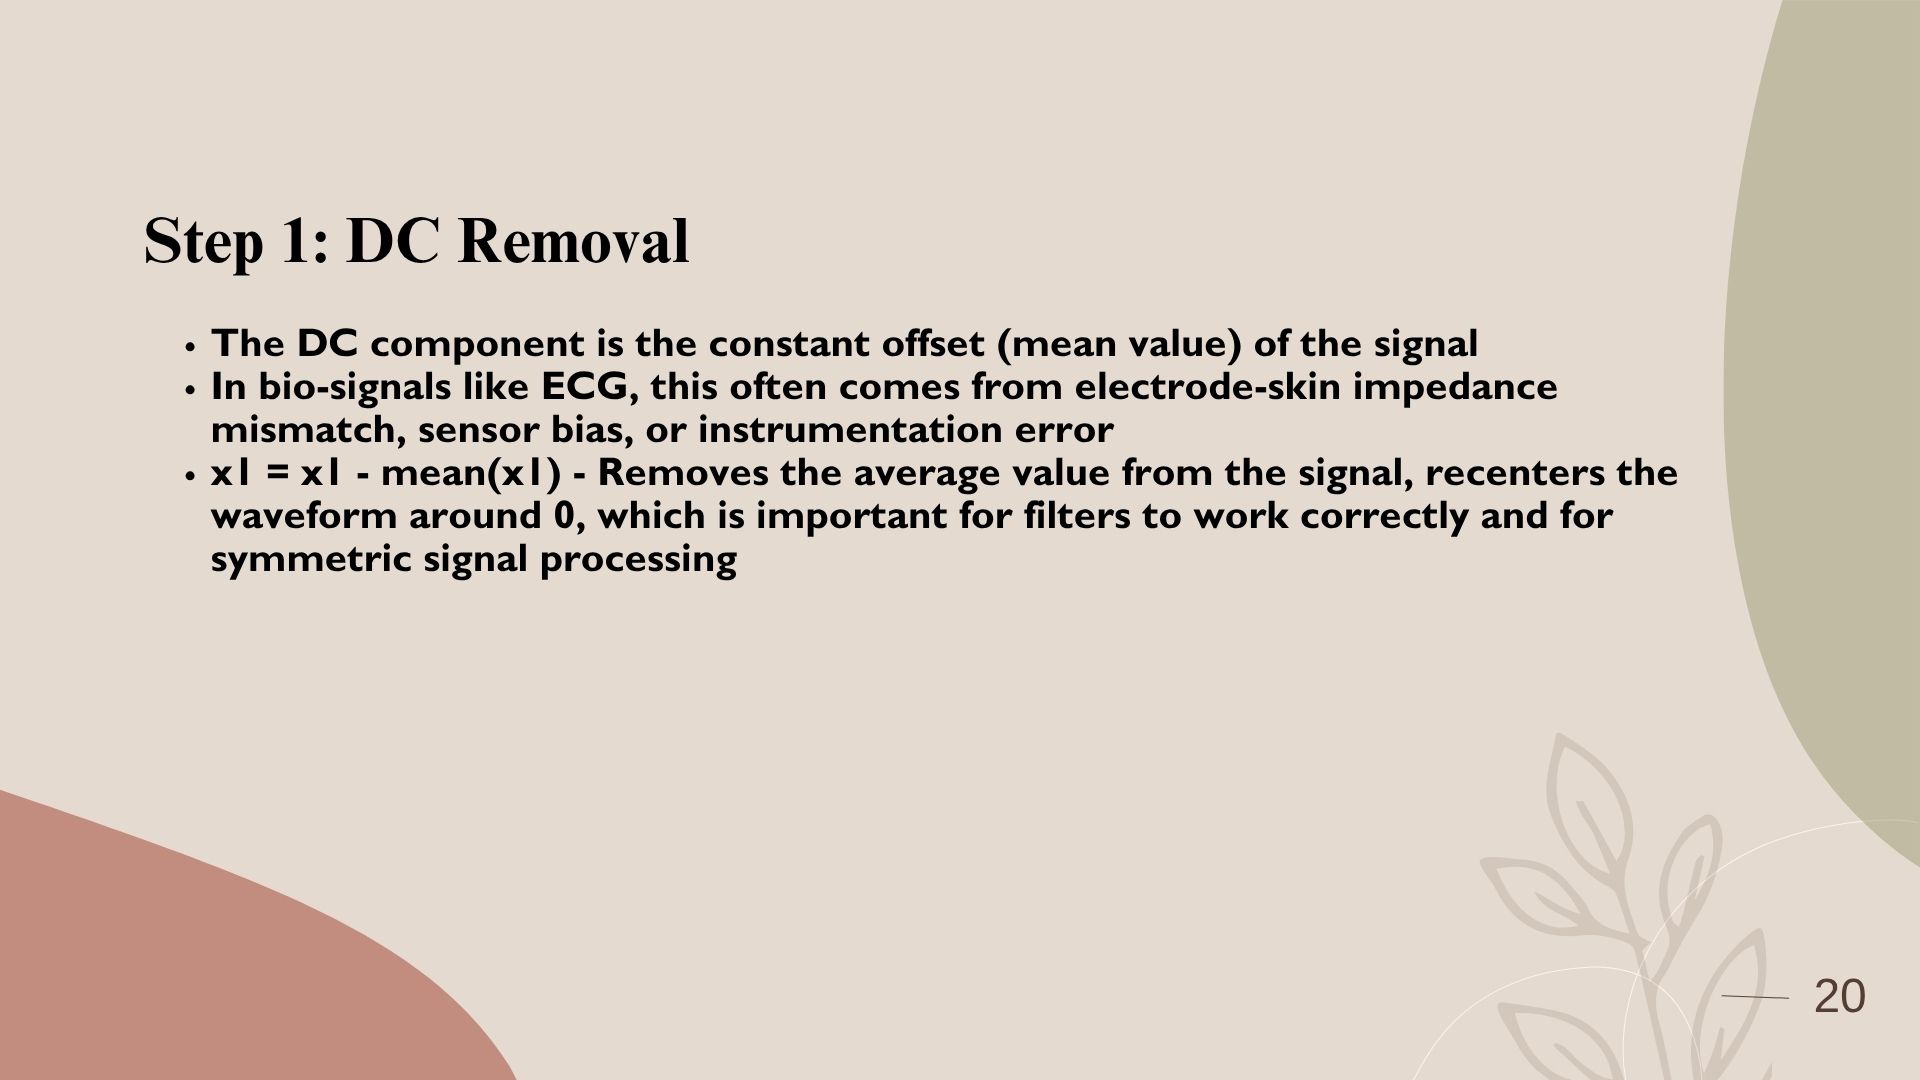 Step 1: DC Removal
• The DC component is the constant offset (mean value) of the signal
• In bio-signals like ECG, this often comes from electrode-skin impedance
mismatch, sensor bias, or instrumentation error
• x1 = x1 - mean(x1) - Removes the average value from the signal, recenters the
waveform around 0, which is important for filters to work correctly and for
symmetric signal processing
20